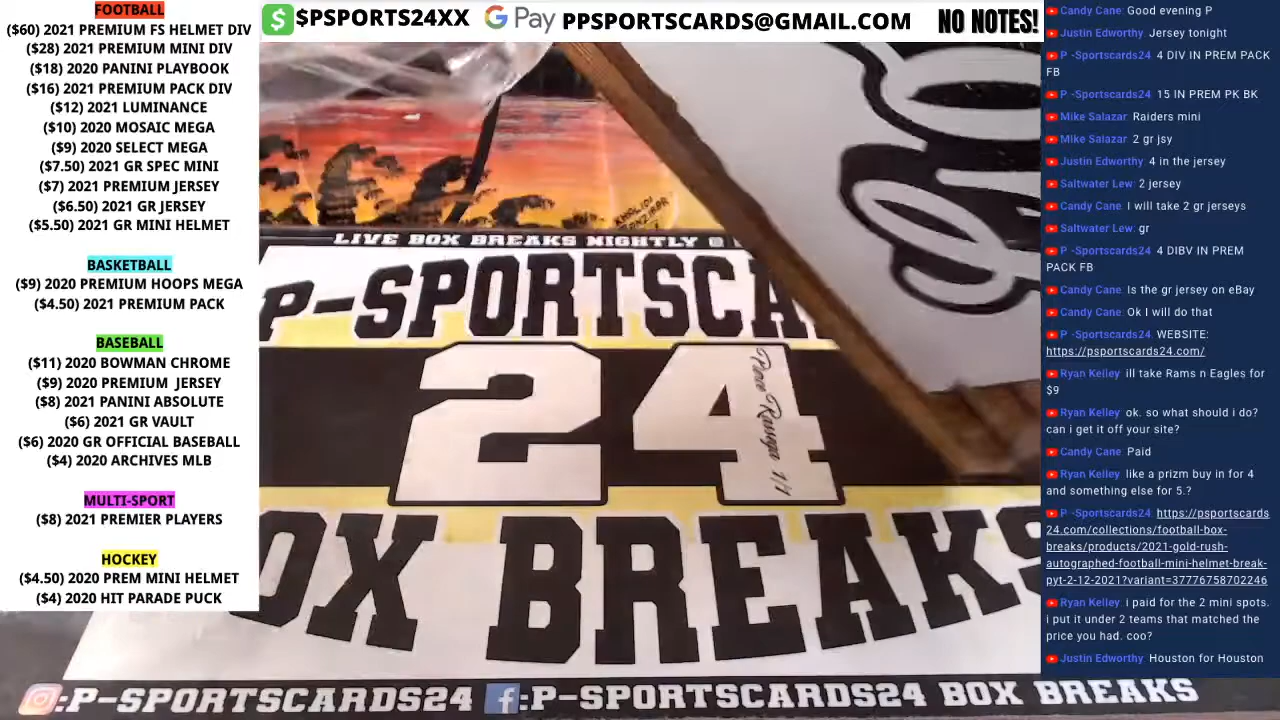 FOOTBALL
($60) 2021 PREMIUM FS HELMET DIV
($28) 2021 PREMIUM MINI DIV
($18) 2020 PANINI PLAYBOOK
($16) 2021 PREMIUM PACK DIV
($12) 2021 LUMINANCE
($10) 2020 MOSAIC MEGA
($9) 2020 SELECT MEGA
($7.50) 2021 GR SPEC MINI
($7) 2021 PREMIUM JERSEY
($6.50) 2021 GR JERSEY
($5.50) 2021 GR MINI HELMET
BASKETBALL
($9) 2020 PREMIUM HOOPS MEGA
($4.50) 2021 PREMIUM PACK
BASEBALL
($11) 2020 BOWMAN CHROME
($9) 2020 PREMIUM JERSEY
($8) 2021 PANINI ABSOLUTE
($6) 2021 GR VAULT
($6) 2020 GR OFFICIAL BASEBALL
($4) 2020 ARCHIVES MLB
MULTI-SPORT
($8) 2021 PREMIER PLAYERS
HOCKEY
($4.50) 2020 PREM MINI HELMET
($4) 2020 HIT PARADE PUCK
$PSPORTS24XX G Pay PPSPORTSCARDS@GMAIL.COM NO NOTES!
LIVE BOX BREAKS NIGHTLY @
P-SPORTSCA
24
OX BREAKS
:P-SPORTSCARDS24 f:P-SPORTSCARDS24 BOX BREAKS
Candy Cane: Good evening P
Justin Edworthy: Jersey tonight
P -Sportscards24 4 DIV IN PREM PACK
FB
P -Sportscards24 15 IN PREM PK BK
Mike Salazar: Raiders mini
Mike Salazar: 2 gr jsy
Justin Edworthy: 4 in the jersey
Saltwater Lew: 2 jersey
Candy Cane: I will take 2 gr jerseys
Saltwater Lew: gr
P -Sportscards24 4 DIBV IN PREM
PACK FB
Candy Cane: Is the gr jersey on eBay
Candy Cane: Ok I will do that
P -Sportscards24: WEBSITE:
https://psportscards24.com/
Ryan Kelley: ill take Rams n Eagles for
$9
Ryan Kelley: ok. so what should i do?
can i get it off your site?
Candy Cane: Paid
Ryan Kelley: like a prizm buy in for 4
and something else for 5.?
P -Sportscards24: https://psportscards
24.com/collections/football-box-
breaks/products/2021-gold-rush-
autographed-football-mini-helmet-break-
pyt-2-12-2021?variant=37776758702246
Ryan Kelley: i paid for the 2 mini spots.
i put it under 2 teams that matched the
price you had. coo?
Justin Edworthy: Houston for Houston